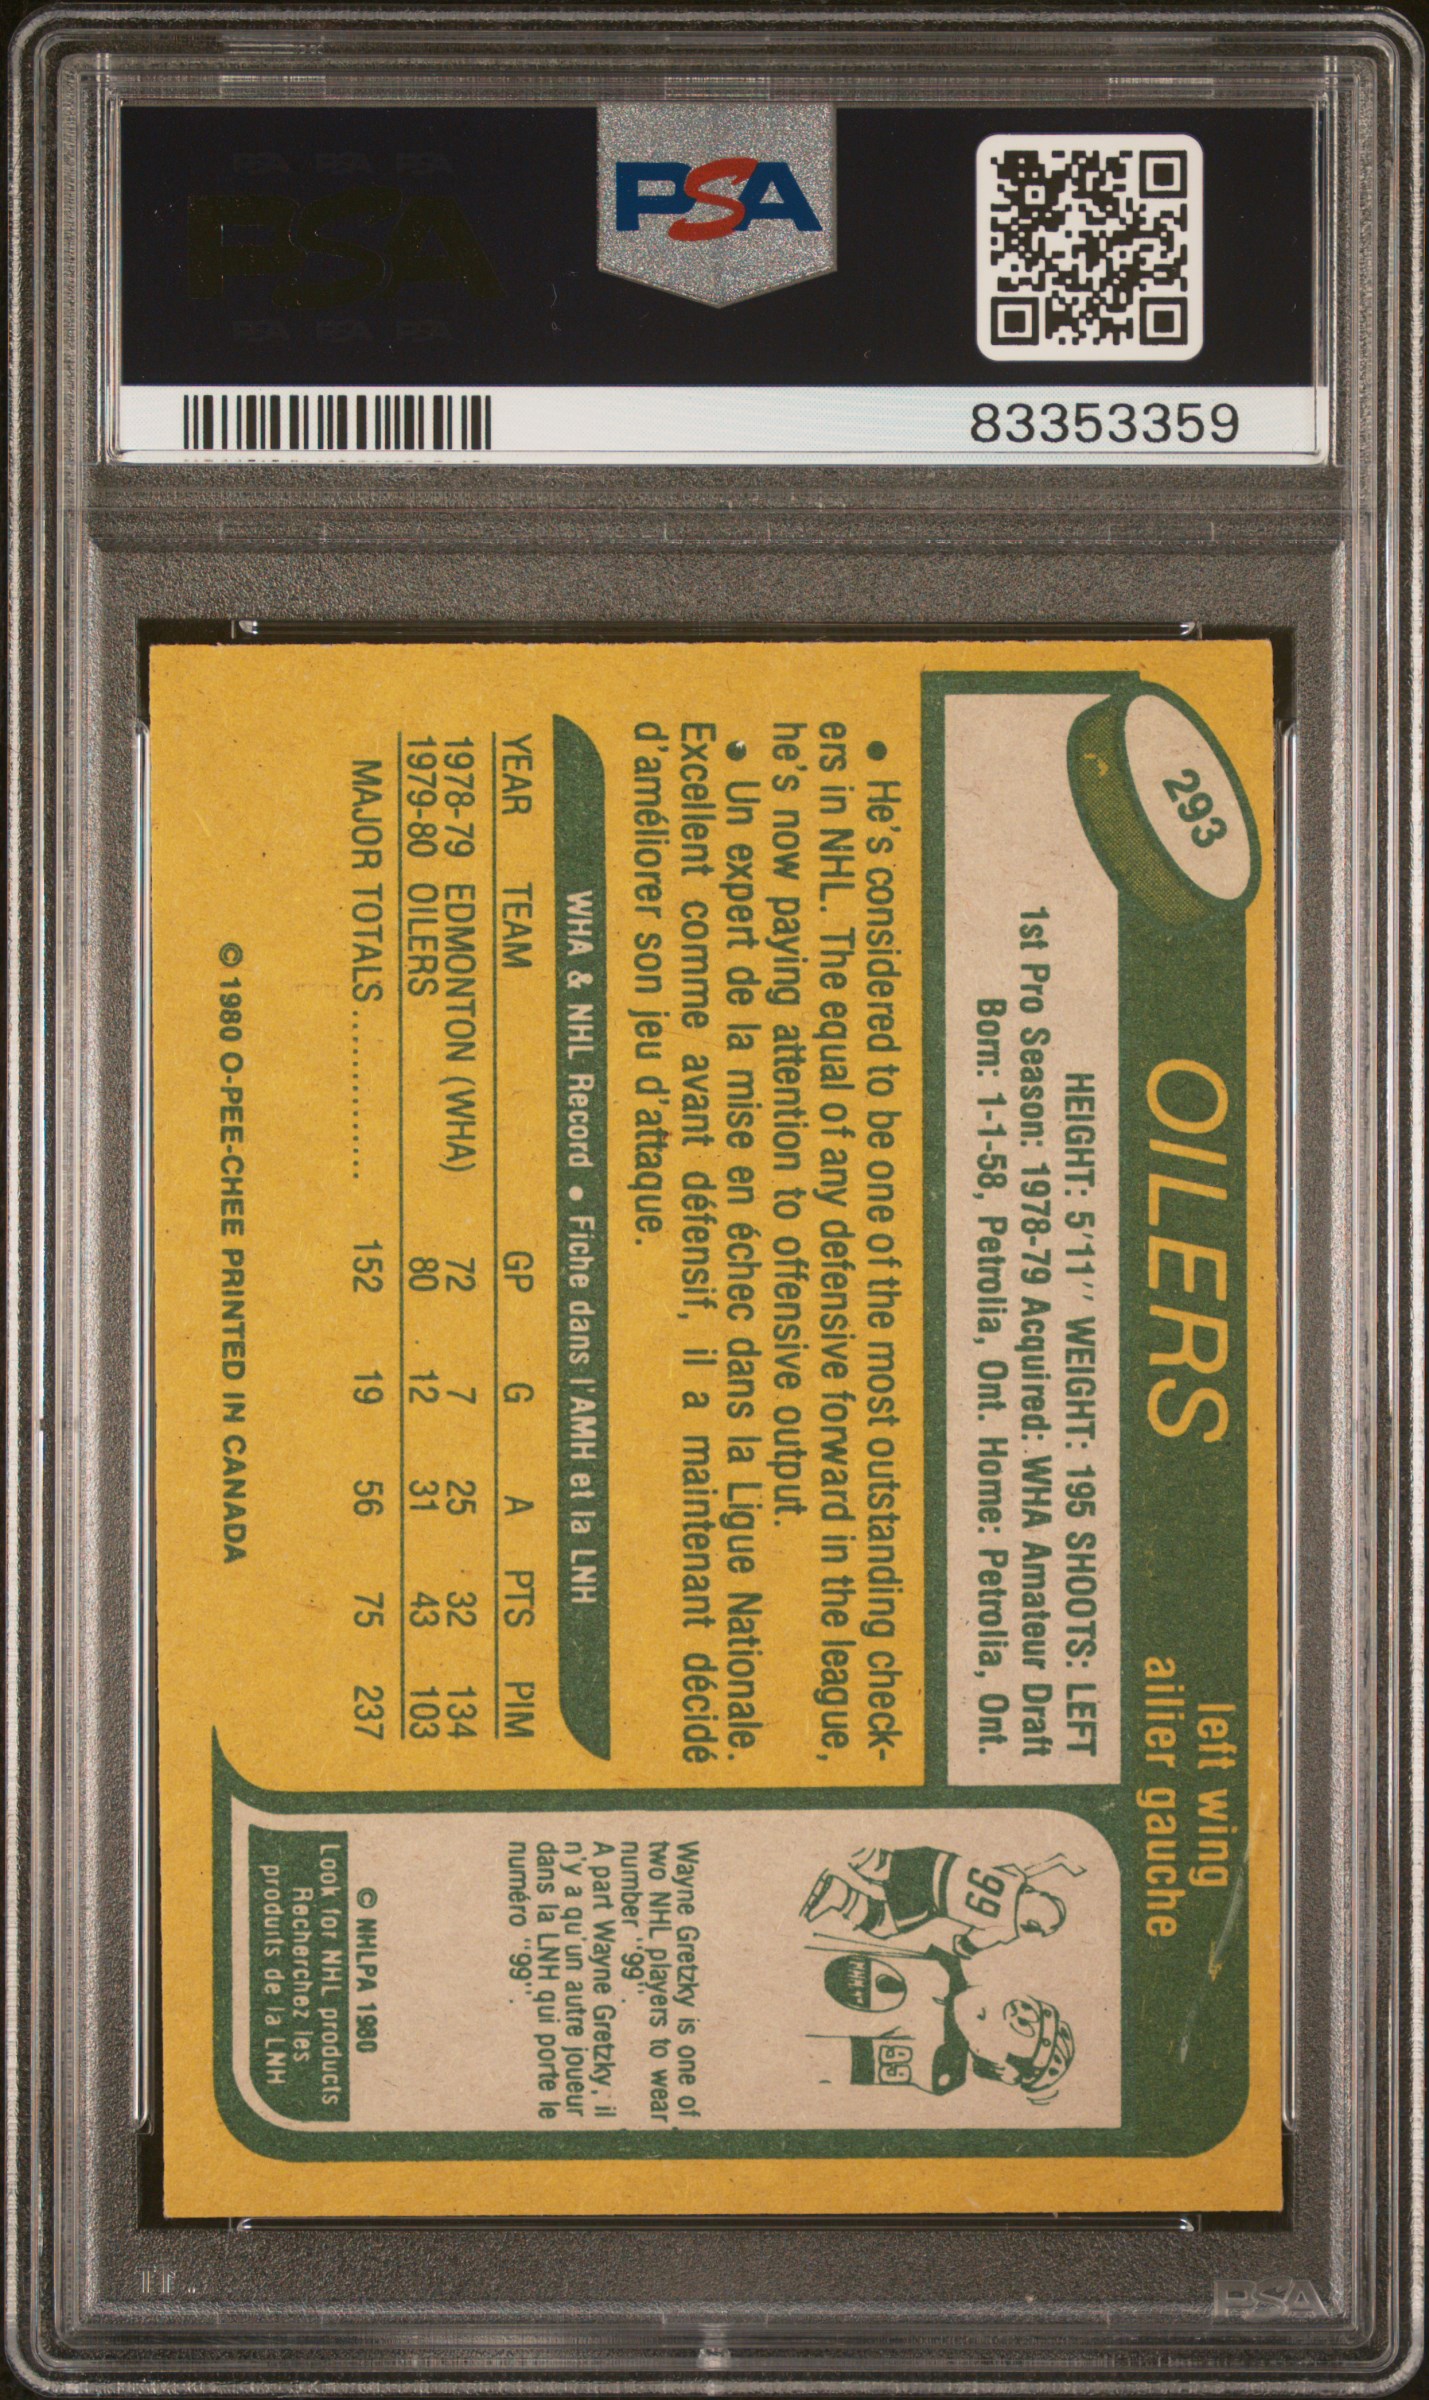 PSA
PSA
83353359
293
OILERS
left wing
ailier gauche
HEIGHT: 5'11" WEIGHT: 195 SHOOTS: LEFT
1st Pro Season: 1978-79 Acquired: WHA Amateur Draft
Born: 1-1-58, Petrolia, Ont. Home: Petrolia, Ont.
• He's considered to be one of the most outstanding check-
ers in NHL. The equal of any defensive forward in the league,
he's now paying attention to offensive output.
• Un expert de la mise en échec dans la Ligue Nationale.
Excellent comme avant défensif, il a maintenant décidé
d'améliorer son jeu d'attaque.
WHA & NHL Record • Fiche dans l'AMH et la LNH
YEAR TEAM GP G A PTS PIM
1978-79 EDMONTON (WHA) 72 7 25 32 134
1979-80 OILERS 80 12 31 43 103
MAJOR TOTALS............ 152 19 56 75 237
© 1980 O-PEE-CHEE PRINTED IN CANADA
99
99
Wayne Gretzky is one of
two NHL players to wear
number "99".
A part Wayne Gretzky, il
n'y a qu'un autre joueur
dans la LNH qui porte le
numéro "99".
© NHLPA 1980
Look for NHL products
Recherchez les
produits de la LNH
PSA